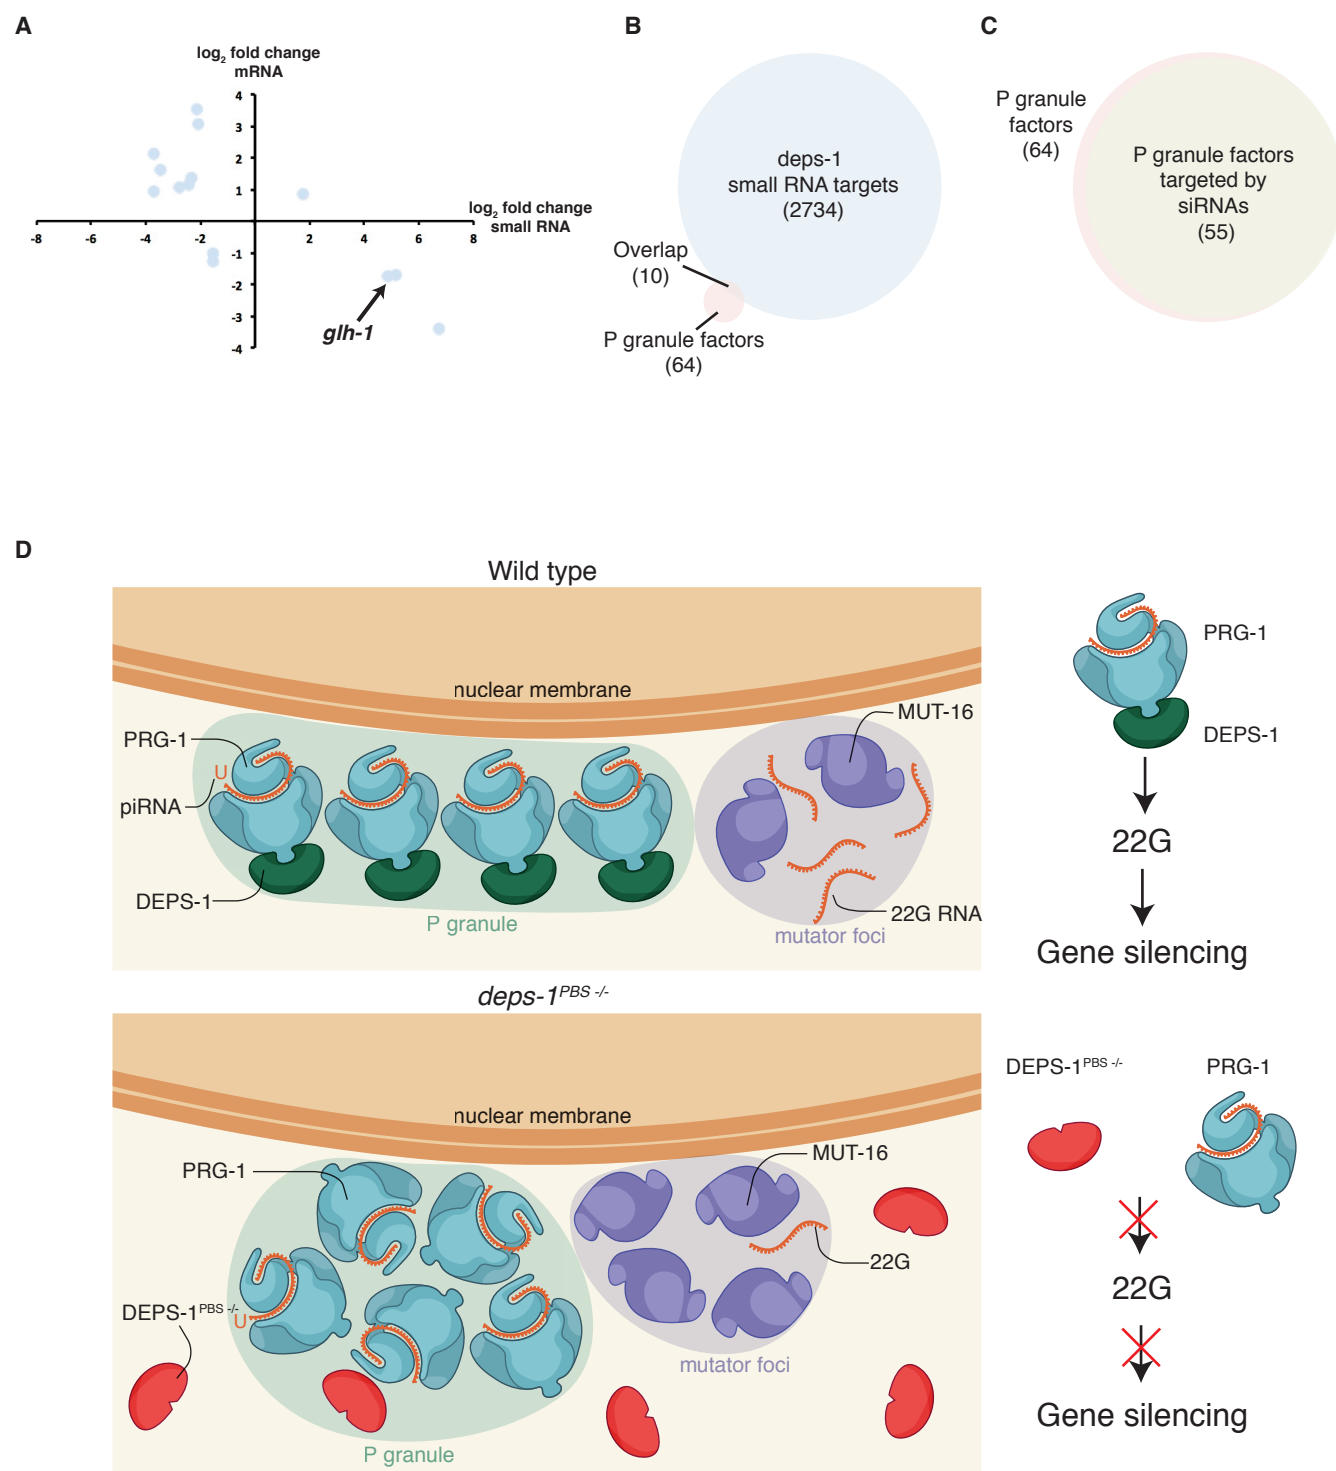 A
log2 fold change
mRNA
4
3
2
1
-8
-6
-4
-2
2
4
6
8
log2 fold change
small RNA
-1
-2
-3
-4
glh-1
B
deps-1
small RNA targets
(2734)
Overlap
(10)
P granule factors
(64)
C
P granule
factors
(64)
P granule factors
targeted by
siRNAs
(55)
D
Wild type
nuclear membrane
PRG-1
U
piRNA
DEPS-1
P granule
MUT-16
22G RNA
mutator foci
PRG-1
DEPS-1
22G
Gene silencing
deps-1PBS -/-
nuclear membrane
PRG-1
DEPS-1PBS -/-
U
P granule
MUT-16
22G
mutator foci
DEPS-1PBS -/-
PRG-1
22G
Gene silencing